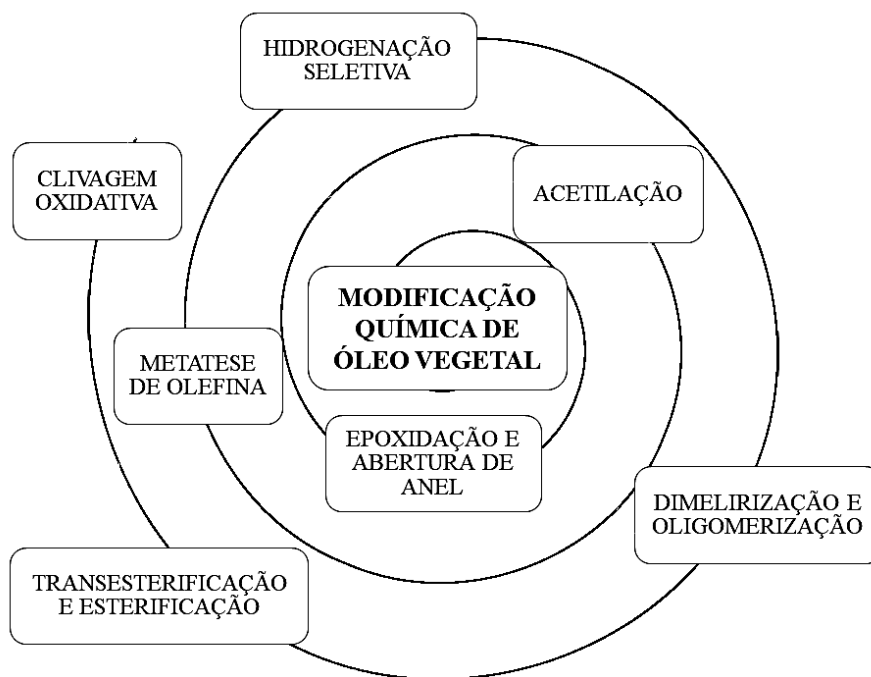 HIDROGENAÇÃO
SELETIVA
CLIVAGEM
OXIDATIVA
ACETILAÇÃO
MODIFICAÇÃO
QUÍMICA DE
ÓLEO VEGETAL
METATESE
DE OLEFINA
EPOXIDAÇÃO E
ABERTURA DE
ANEL
DIMELIRIZAÇÃO E
OLIGOMERIZAÇÃO
TRANSESTERIFICAÇÃO
E ESTERIFICAÇÃO